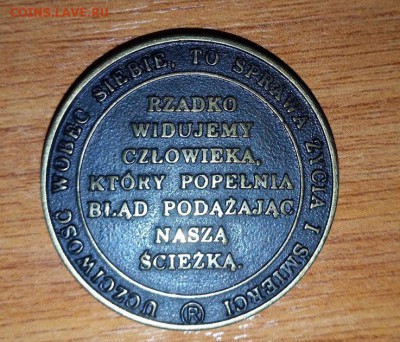 COINS.LAVE.RU
UCZCIWOŚĆ WOBEC SIEBIE, TO SPRAWA ŻYCIA I ŚMIERCI
®
RZADKO
WIDUJEMY
CZŁOWIEKA,
KTÓRY POPEŁNIA
BŁĄD PODĄŻAJĄC
NASZĄ
ŚCIEŻKĄ.